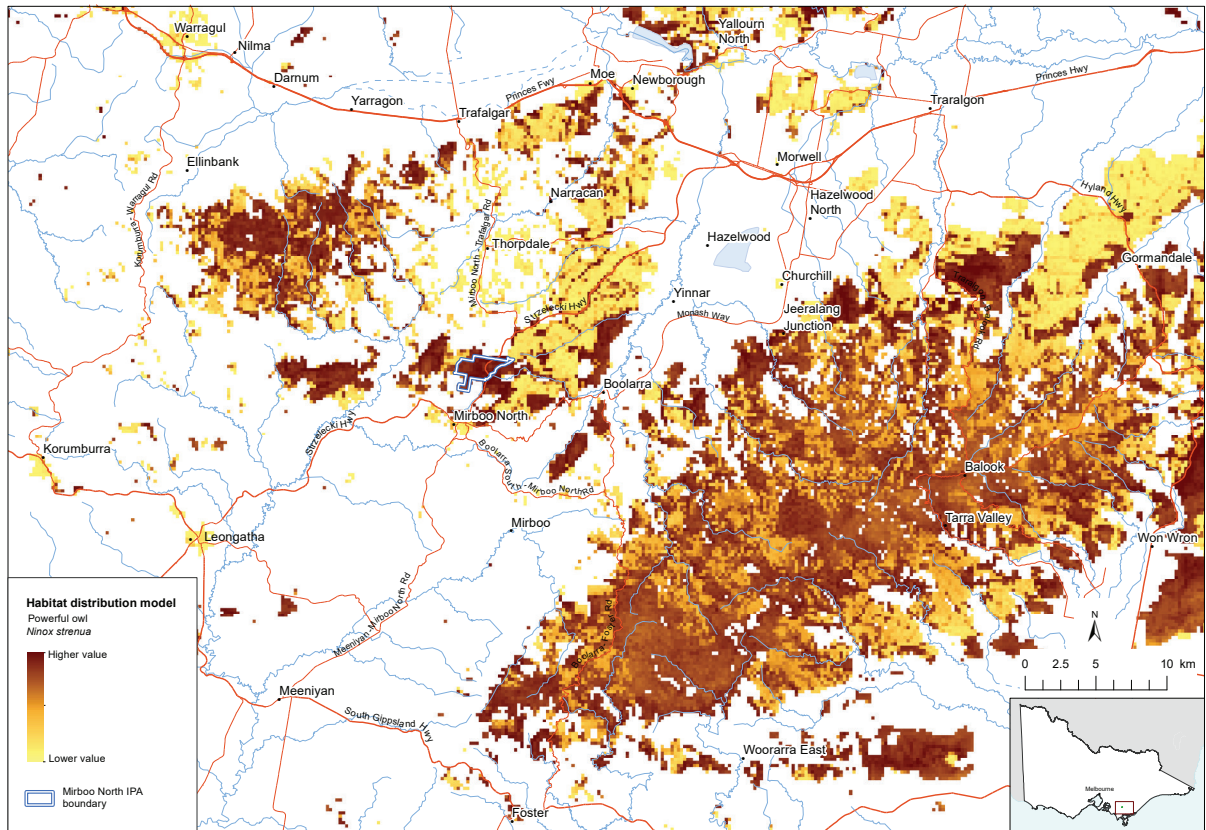 Warragul
Nilma
Darnum
Yarragon
Trafalgar
Princes Fwy
Moe
Newborough
Yallourn
North
Princes Hwy
Traralgon
Morwell
Ellinbank
Korumburra - Warragul Rd
Narracan
Mirboo North - Trafalgar Rd
Thorpdale
Hazelwood
North
Hazelwood
Hyland Hwy
Gormandale
Churchill
Yinnar
Strzelecki Hwy
Monash Way
Jeeralang
Junction
Boolarra
Mirboo North
Strzelecki Hwy
Korumburra
Boolarra South
- Mirboo North Rd
Balook
Mirboo
Tarra Valley
Leongatha
Won Wron
Meeniyan - Mirboo North Rd
Boolarra - Foster Rd
Meeniyan
South Gippsland Hwy
Woorarra East
Foster
Habitat distribution model
Powerful owl
Ninox strenua
Higher value
Lower value
Mirboo North IPA
boundary
N
0 2.5 5 10 km
Melbourne